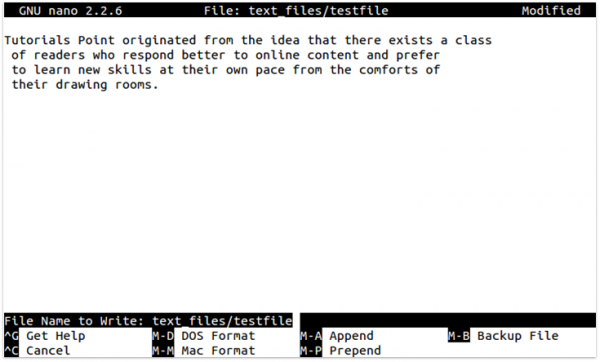 GNU nano 2.2.6 File: text_files/testfile Modified
Tutorials Point originated from the idea that there exists a class
of readers who respond better to online content and prefer
to learn new skills at their own pace from the comforts of
their drawing rooms.
File Name to Write: text_files/testfile
^G Get Help M-D DOS Format M-A Append M-B Backup File
^C Cancel M-M Mac Format M-P Prepend